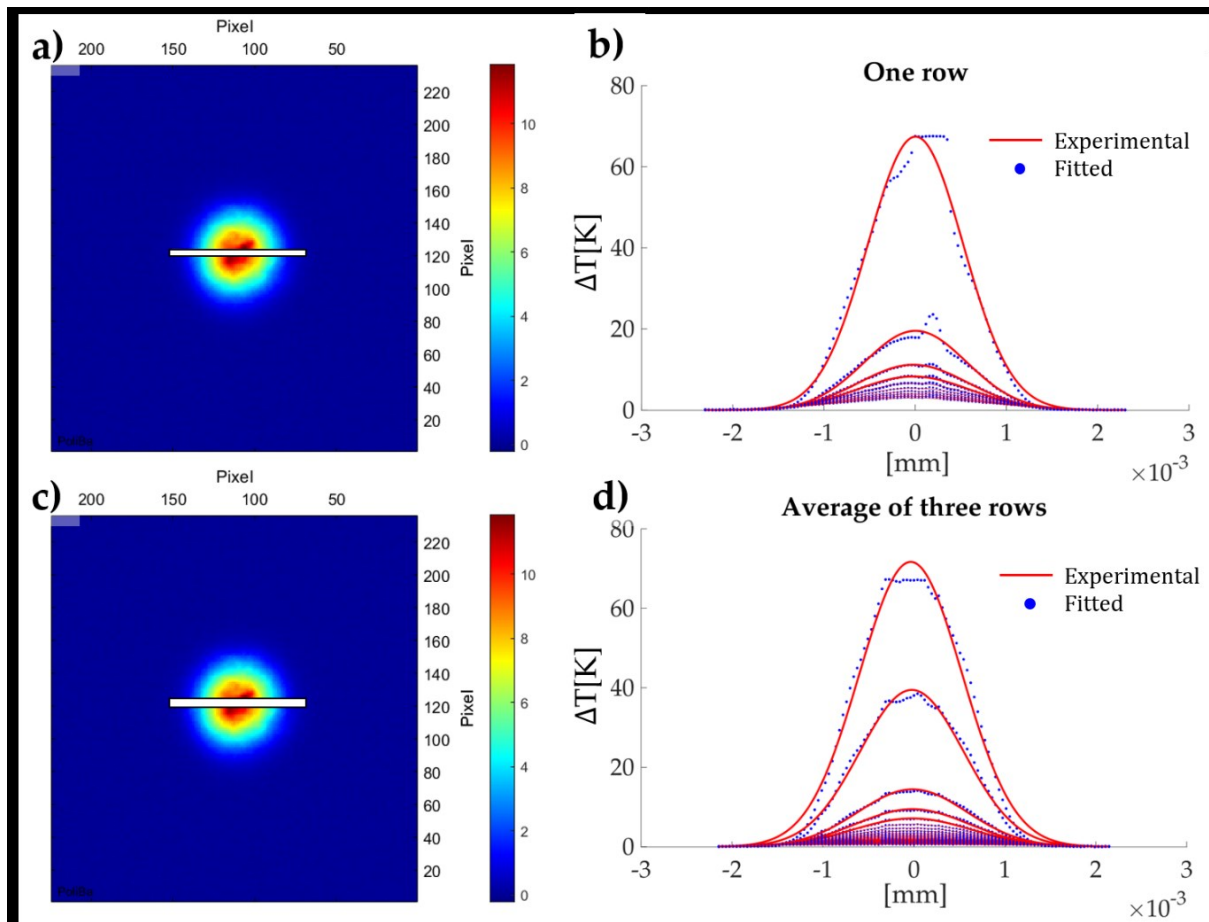 a)
Pixel
200 150 100 50
220
200
180
160
140
120
100
80
60
40
20
Pixel
10
8
6
4
2
0
b)
One row
80
60
40
20
0
ΔT[K]
Experimental
Fitted
-3 -2 -1 0 1 2 3
[mm]
×10⁻³
c)
Pixel
200 150 100 50
220
200
180
160
140
120
100
80
60
40
20
Pixel
10
8
6
4
2
0
d)
Average of three rows
80
60
40
20
0
ΔT[K]
Experimental
Fitted
-3 -2 -1 0 1 2 3
[mm]
×10⁻³